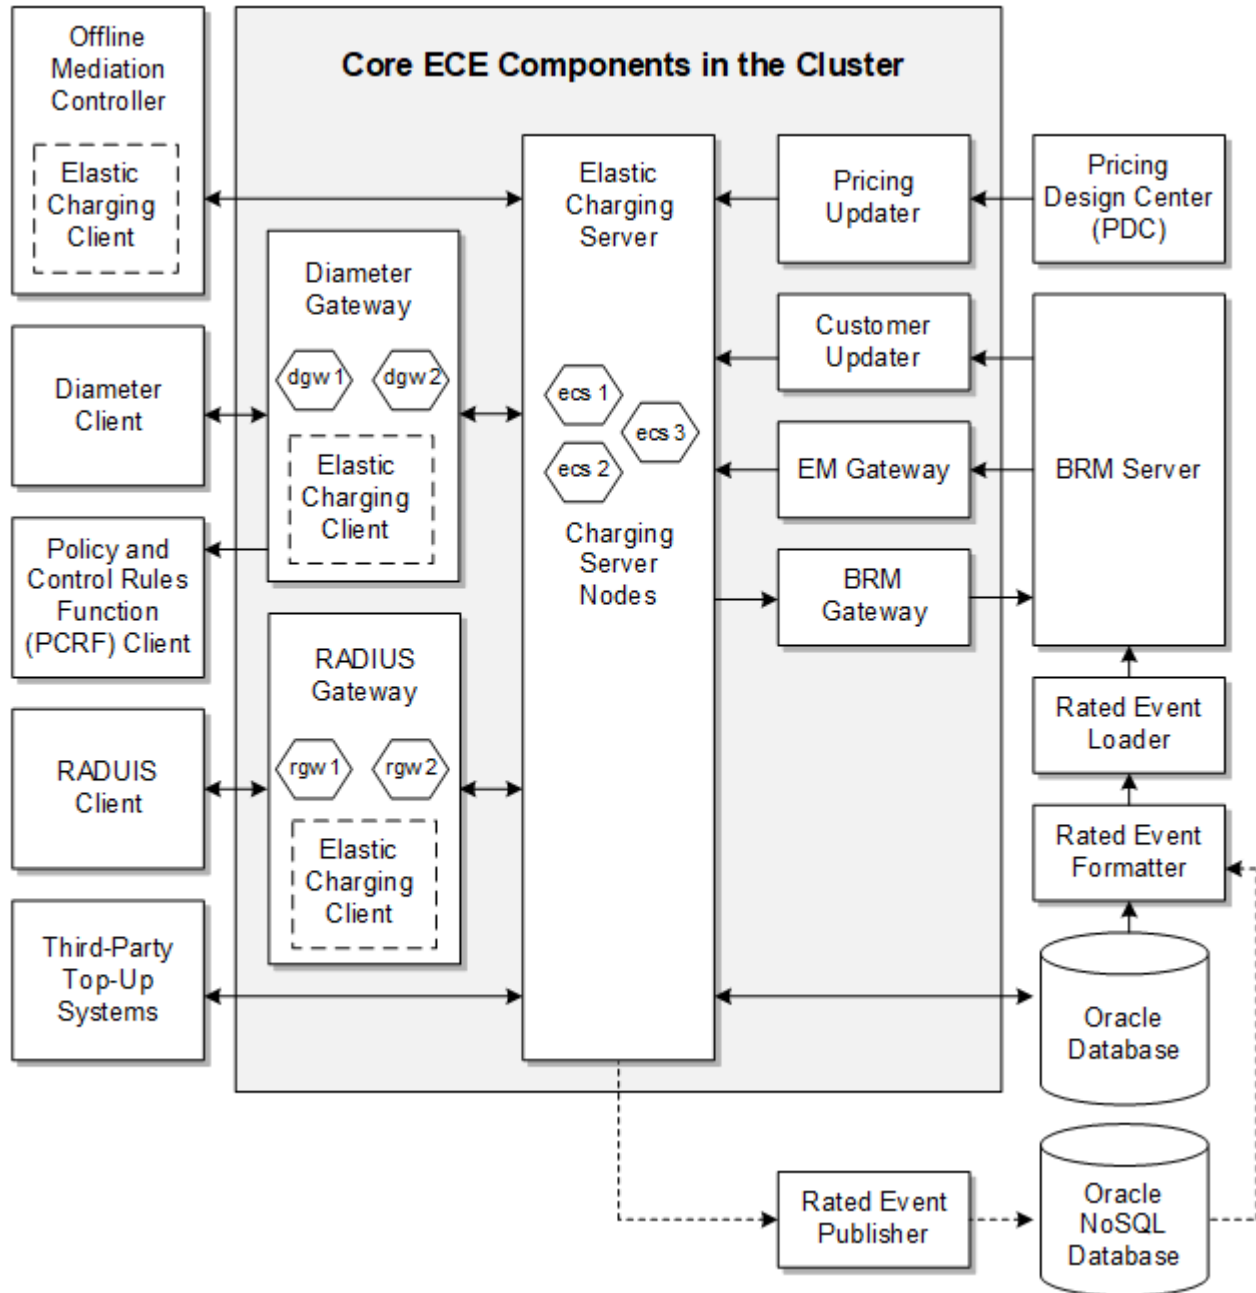 Core ECE Components in the Cluster
Offline
Mediation
Controller
Elastic
Charging
Client
Diameter
Client
Policy and
Control Rules
Function
(PCRF) Client
RADUIS
Client
Third-Party
Top-Up
Systems
Diameter
Gateway
dgw 1
dgw 2
Elastic
Charging
Client
RADIUS
Gateway
rgw 1
rgw 2
Elastic
Charging
Client
Elastic
Charging
Server
ecs 1
ecs 3
ecs 2
Charging
Server
Nodes
Pricing
Updater
Customer
Updater
EM Gateway
BRM
Gateway
Pricing
Design Center
(PDC)
BRM Server
Rated Event
Loader
Rated Event
Formatter
Oracle
Database
Rated Event
Publisher
Oracle
NoSQL
Database